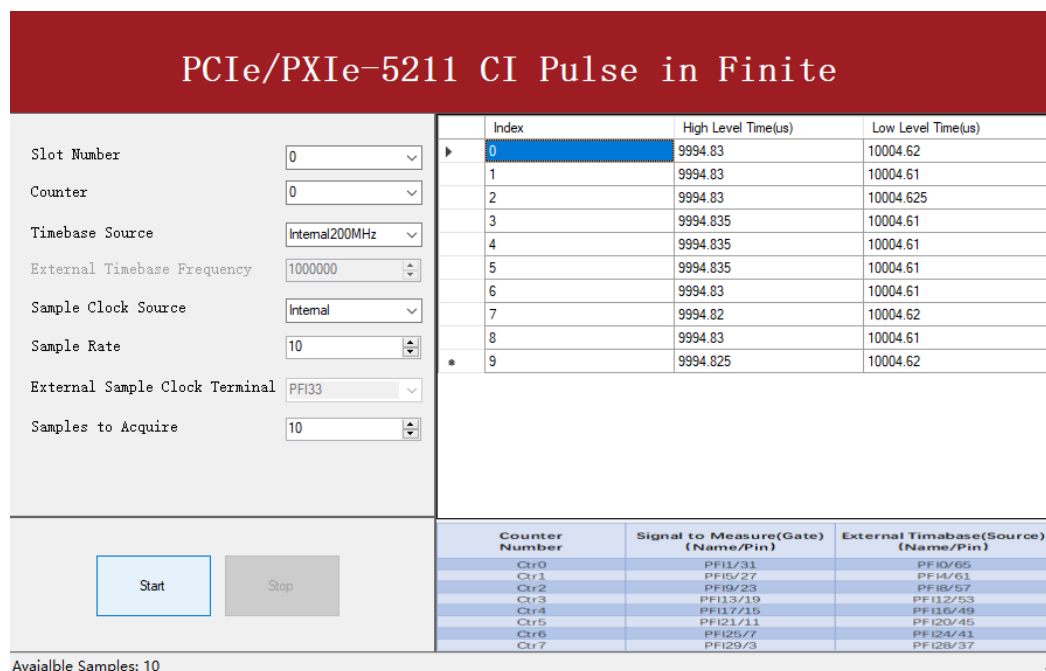 PCIe/PXIe-5211 CI Pulse in Finite
Slot Number 0
Counter 0
Timebase Source Internal200MHz
External Timebase Frequency 1000000
Sample Clock Source Internal
Sample Rate 10
External Sample Clock Terminal PFI33
Samples to Acquire 10
Start Stop
Index High Level Time(us) Low Level Time(us)
0 9994.83 10004.62
1 9994.83 10004.61
2 9994.83 10004.625
3 9994.835 10004.61
4 9994.835 10004.61
5 9994.835 10004.61
6 9994.83 10004.61
7 9994.82 10004.62
8 9994.83 10004.61
* 9 9994.825 10004.62
Counter Signal to Measure(Gate) External Timabase(Source)
Number (Name/Pin) (Name/Pin)
Ctr0 PFI1/31 PFI0/65
Ctr1 PFI5/27 PFI4/61
Ctr2 PFI9/23 PFI8/57
Ctr3 PFI13/19 PFI12/53
Ctr4 PFI17/15 PFI16/49
Ctr5 PFI21/11 PFI20/45
Ctr6 PFI25/7 PFI24/41
Ctr7 PFI29/3 PFI28/37
Avaialble Samples: 10